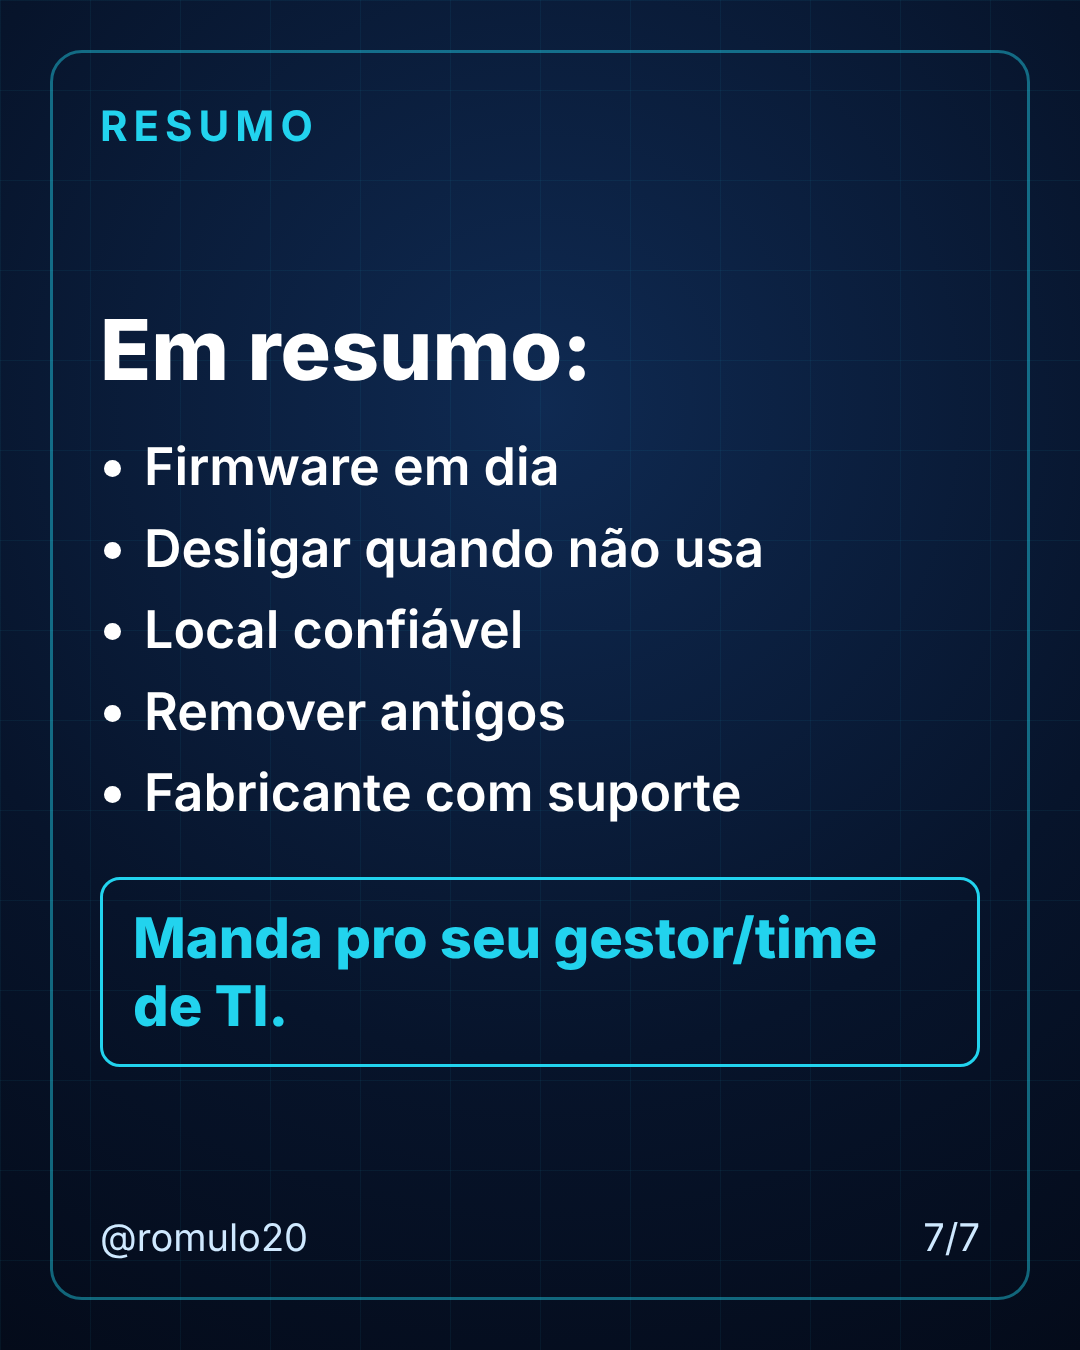 RESUMO
Em resumo:
• Firmware em dia
• Desligar quando não usa
• Local confiável
• Remover antigos
• Fabricante com suporte
Manda pro seu gestor/time
de TI.
@romulo20
7/7